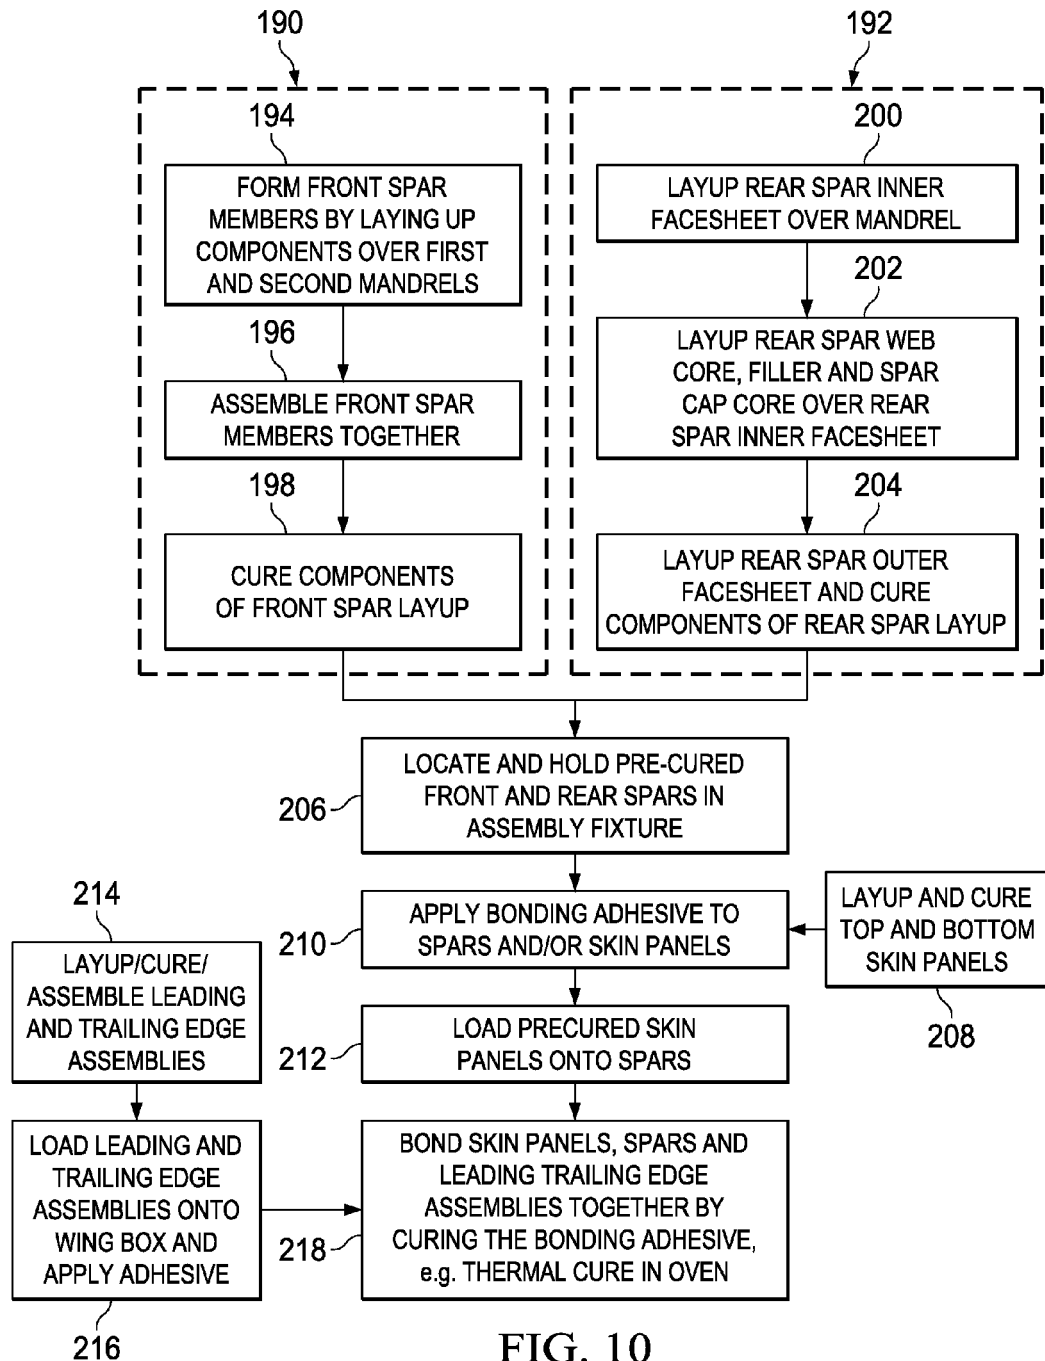 190
192
194
FORM FRONT SPAR
MEMBERS BY LAYING UP
COMPONENTS OVER FIRST
AND SECOND MANDRELS
196
ASSEMBLE FRONT SPAR
MEMBERS TOGETHER
198
CURE COMPONENTS
OF FRONT SPAR LAYUP
200
LAYUP REAR SPAR INNER
FACESHEET OVER MANDREL
202
LAYUP REAR SPAR WEB
CORE, FILLER AND SPAR
CAP CORE OVER REAR
SPAR INNER FACESHEET
204
LAYUP REAR SPAR OUTER
FACESHEET AND CURE
COMPONENTS OF REAR SPAR LAYUP
206
LOCATE AND HOLD PRE-CURED
FRONT AND REAR SPARS IN
ASSEMBLY FIXTURE
210
APPLY BONDING ADHESIVE TO
SPARS AND/OR SKIN PANELS
LAYUP AND CURE
TOP AND BOTTOM
SKIN PANELS
208
212
LOAD PRECURED SKIN
PANELS ONTO SPARS
214
LAYUP/CURE/
ASSEMBLE LEADING
AND TRAILING EDGE
ASSEMBLIES
LOAD LEADING AND
TRAILING EDGE
ASSEMBLIES ONTO
WING BOX AND
APPLY ADHESIVE
216
218
BOND SKIN PANELS, SPARS AND
LEADING TRAILING EDGE
ASSEMBLIES TOGETHER BY
CURING THE BONDING ADHESIVE,
e.g. THERMAL CURE IN OVEN
FIG. 10